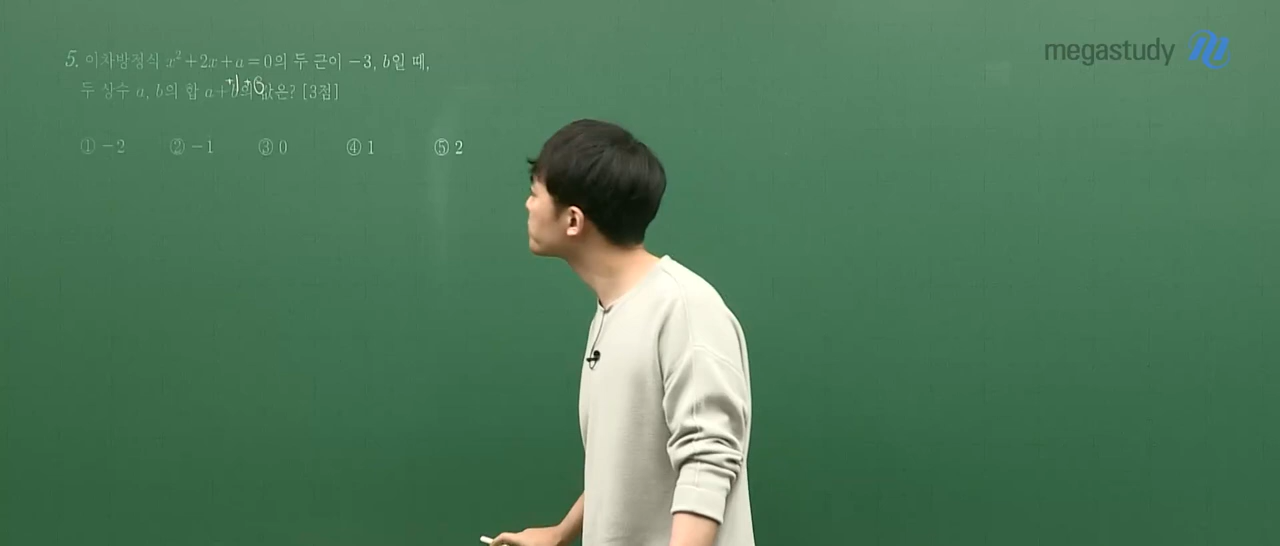 megastudy
5. 이차방정식 x²+2x+a=0의 두 근이 −3, b일 때,
두 상수 a, b의 합 a+b의 값은? [3점]
① −2 ② −1 ③ 0 ④ 1 ⑤ 2